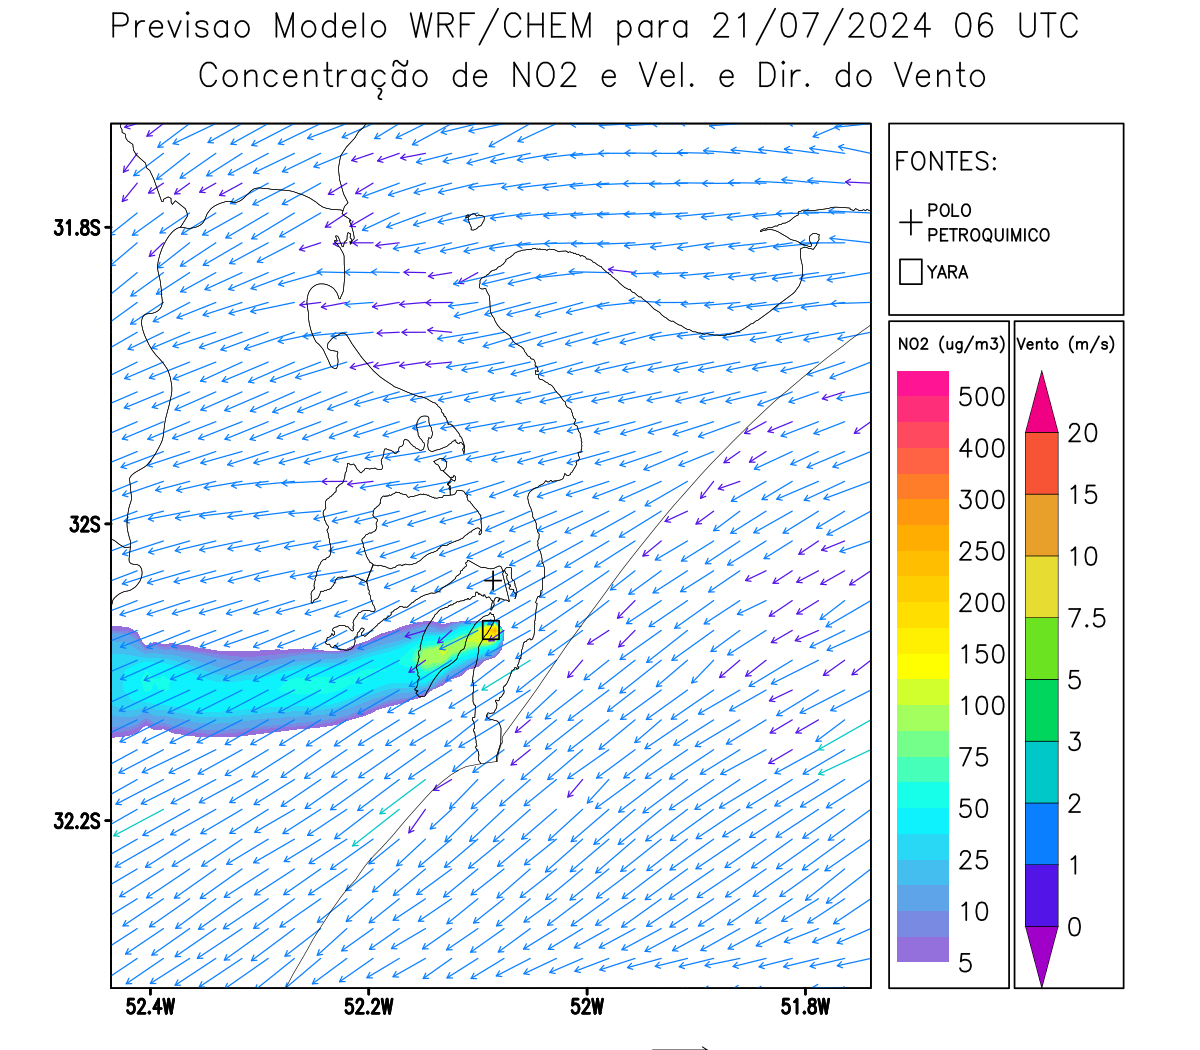 Previsao Modelo WRF/CHEM para 21/07/2024 06 UTC
Concentração de NO2 e Vel. e Dir. do Vento
FONTES:
POLO
PETROQUIMICO
YARA
NO2 (ug/m3)
500
400
300
250
200
150
100
75
50
25
10
5
Vento (m/s)
20
15
10
7.5
5
3
2
1
0
31.8S
32S
32.2S
52.4W
52.2W
52W
51.8W